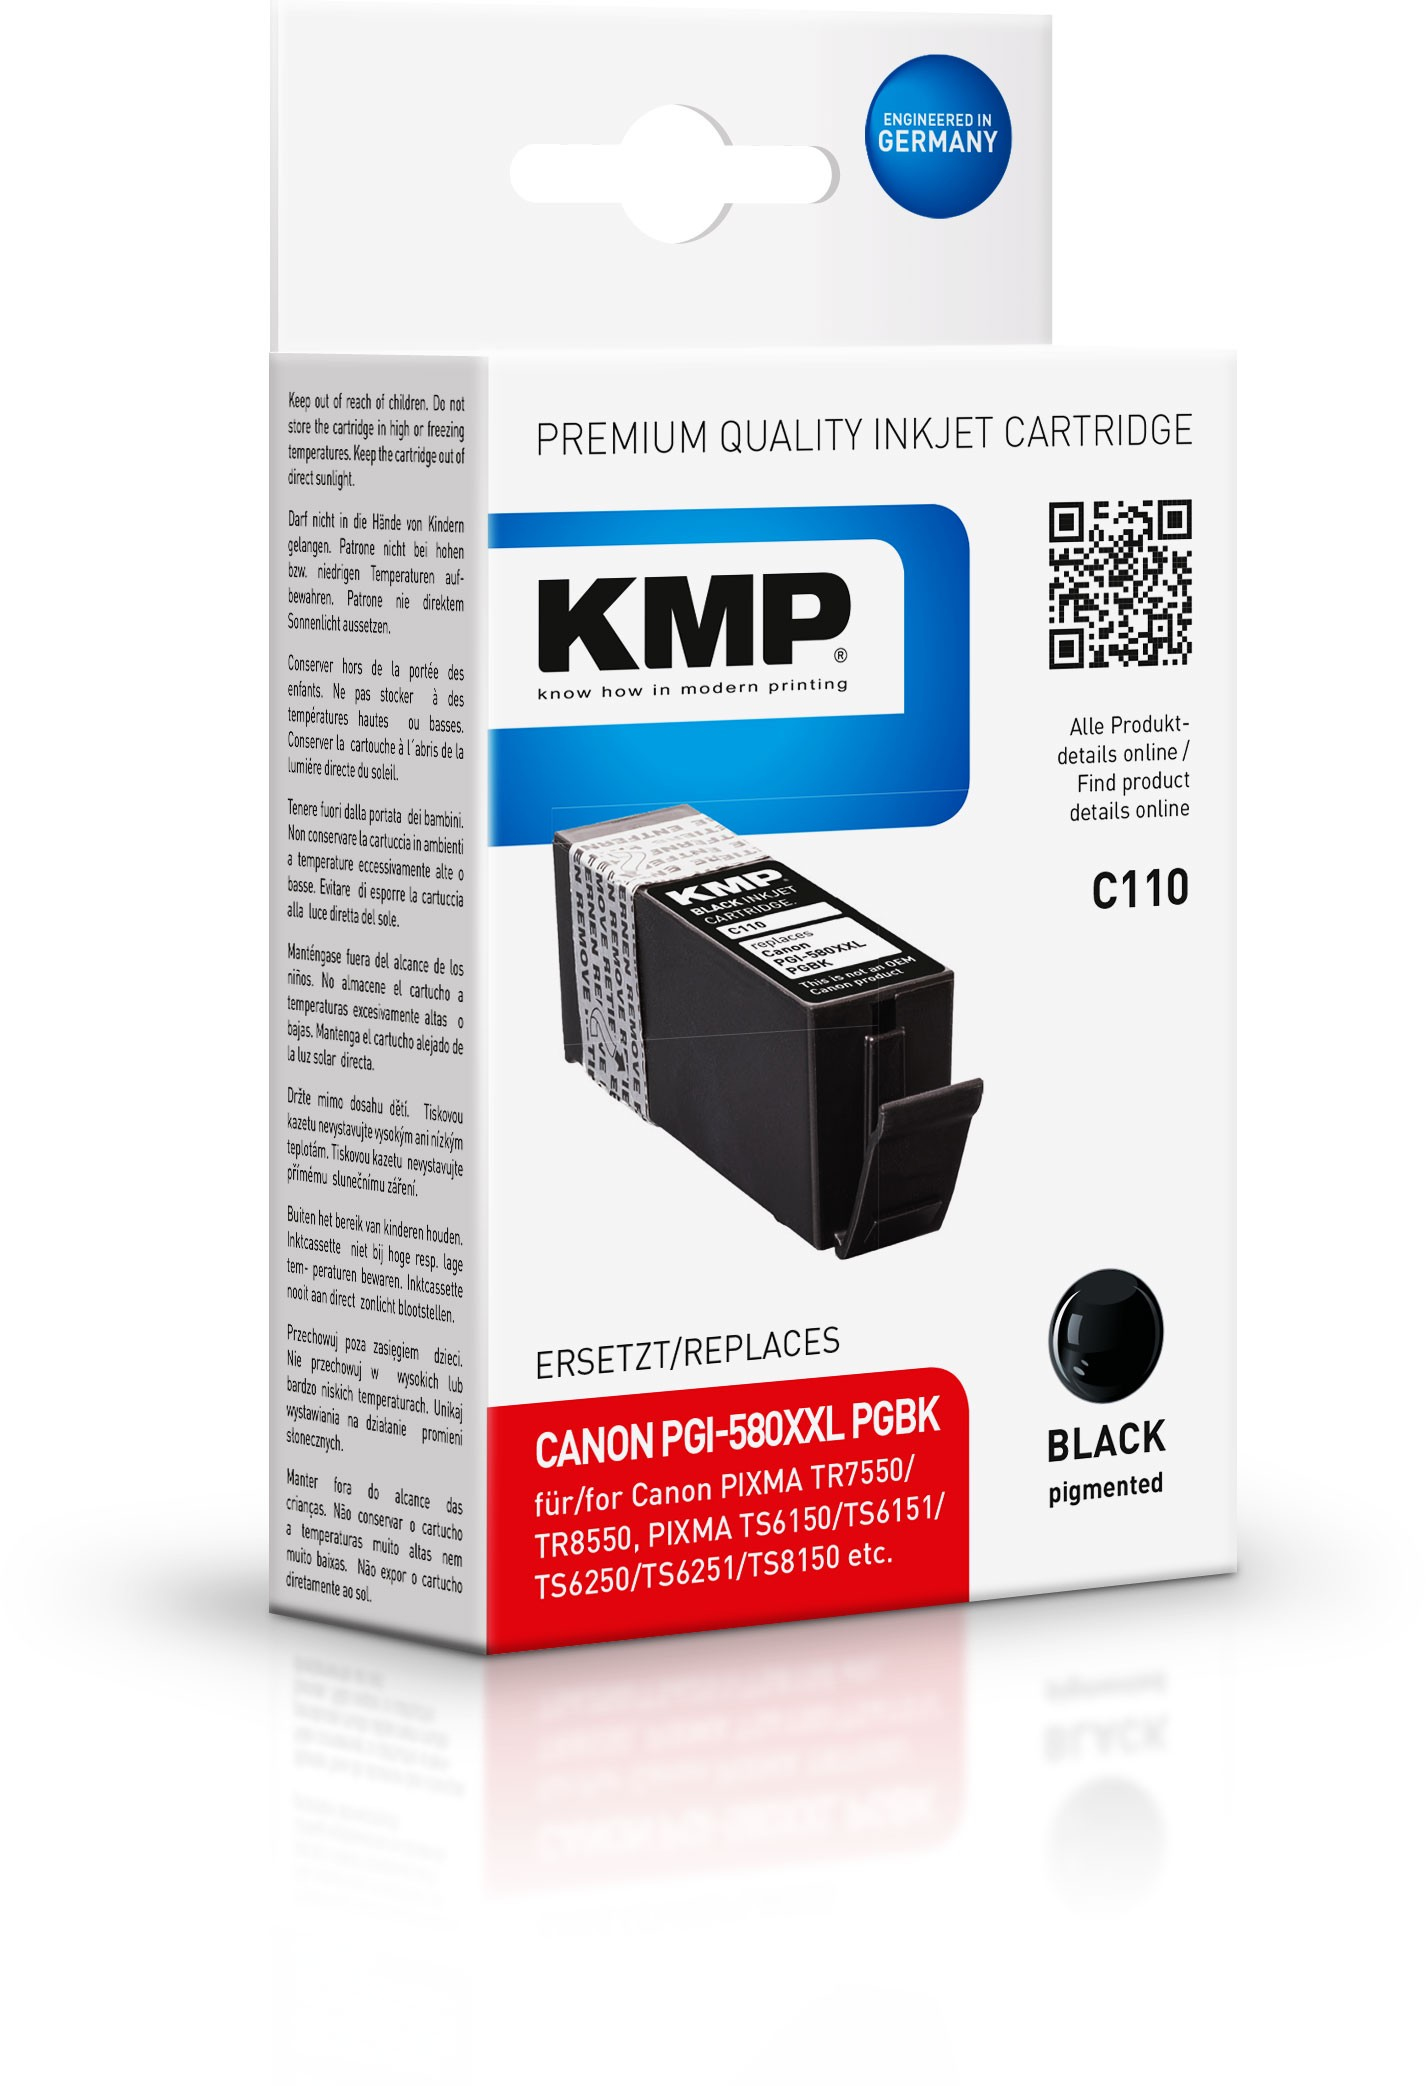 ENGINEERED IN
GERMANY
Keep out of reach of children. Do not
store the cartridge in high or freezing
temperatures. Keep the cartridge out of
direct sunlight.
Darf nicht in die Hände von Kindern
gelangen. Patrone nicht bei hohen
bzw. niedrigen Temperaturen auf-
bewahren. Patrone nie direktem
Sonnenlicht aussetzen.
Conserver hors de la portée des
enfants. Ne pas stocker à des
températures hautes ou basses.
Conserver la cartouche à l´abris de la
lumiére directe du soleil.
Tenere fuori dalla portata dei bambini.
Non conservare la cartuccia in ambienti
a temperature eccessivamente alte o
basse. Evitare di esporre la cartuccia
alla luce diretta del sole.
Manténgase fuera del alcance de los
niños. No almacene el cartucho a
temperaturas excesivamente altas o
bajas. Mantenga el cartucho alejado de
la luz solar directa.
Držte mimo dosahu dětí. Tiskovou
kazetu nevystavujte vysokým ani nízkým
teplotám. Tiskovou kazetu nevystavujte
přímému slunečnímu záření.
Buiten het bereik van kinderen houden.
Inktcassette niet bij hoge resp. lage
tem- peraturen bewaren. Inktcassette
nooit aan direct zonlicht blootstellen.
Przechowuj poza zasięgiem dzieci.
Nie przechowuj w wysokich lub
bardzo niskich temperaturach. Unikaj
wystawiania na działanie promieni
słonecznych.
Manter fora do alcance das
crianças. Não conservar o cartucho
a temperaturas muito altas nem
muito baixas. Não expor o cartucho
diretamente ao sol.
PREMIUM QUALITY INKJET CARTRIDGE
KMP®
know how in modern printing
Alle Produkt-
details online /
Find product
details online
C110
KMP®
BLACK INKJET
CARTRIDGE.
C110
replaces
Canon
PGI-580XXL
PGBK
This is not an OEM
Canon product
ERSETZT/REPLACES
CANON PGI-580XXL PGBK
für/for Canon PIXMA TR7550/
TR8550, PIXMA TS6150/TS6151/
TS6250/TS6251/TS8150 etc.
BLACK
pigmented